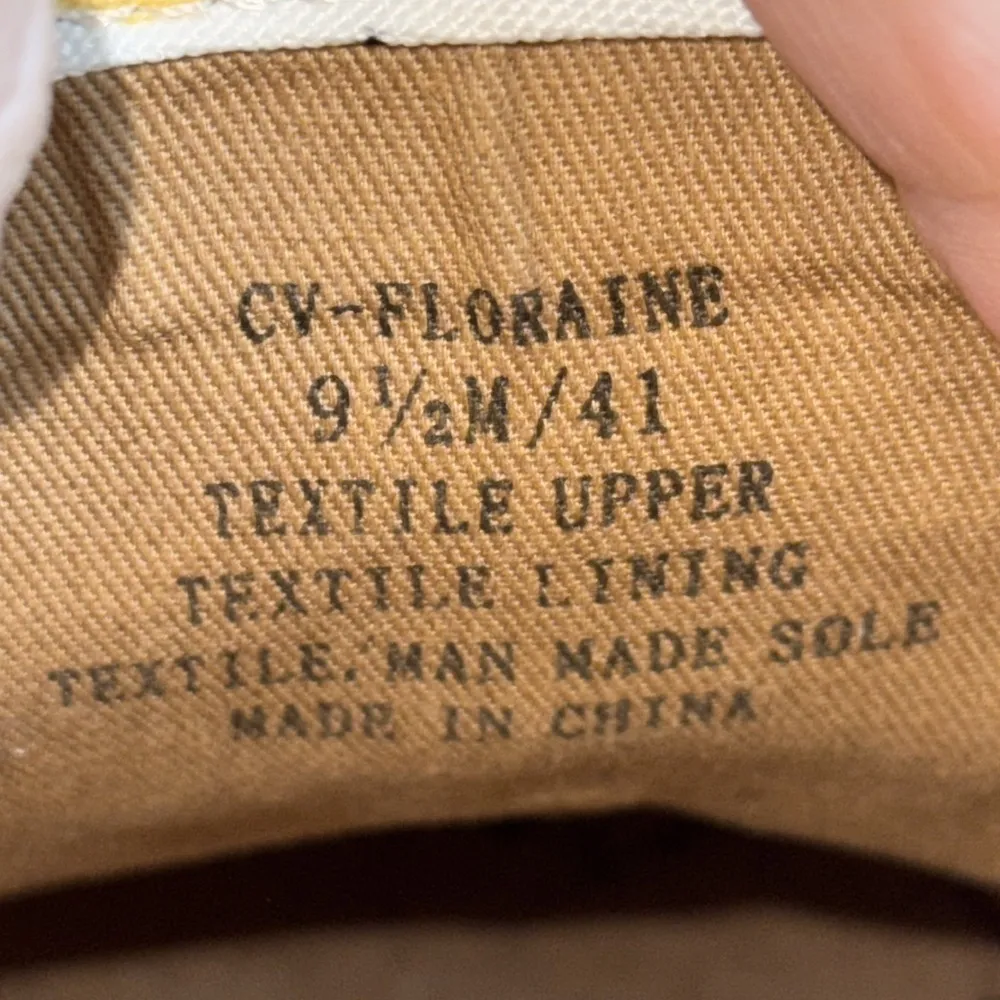 CV-FLORAINE
9 ½M/41
TEXTILE UPPER
TEXTILE LINING
TEXTILE, MAN MADE SOLE
MADE IN CHINA